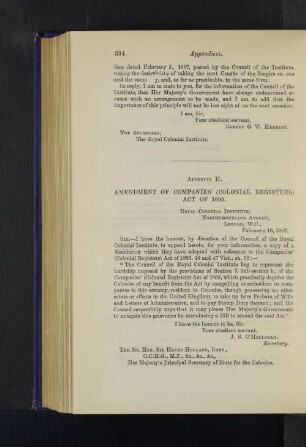 334 Appendices.
tion dated February 3, 1887, passed by the Council of the Institute,
urging the desirability of taking the next Census of the Empire on one
and the same y, and, so far as practicable, in the same form.
In reply, I am to state to you, for the information of the Council of the
Institute, that Her Majesty's Government have always endeavoured to
cause such an arrangement to be made, and I am to add that the
importance of this principle will not be lost sight of on the next occasion.
I am, Sir,
Your obedient servant,
ROBERT G. W. HERBERT.
THE SECRETARY,
The Royal Colonial Institute.
APPENDIX II.
AMENDMENT OF COMPANIES' (COLONIAL REGISTERS)
ACT OF 1883.
ROYAL COLONIAL INSTITUTE,
NORTHUMBERLAND AVENUE,
LONDON, W.C.,
February 16, 1887.
SIR,—I have the honour, by direction of the Council of the Royal
Colonial Institute, to append hereto, for your information, a copy of a
Resolution which they have adopted with reference to the Companies'
(Colonial Registers) Act of 1883, 46 and 47 Vict., ch. 30:—
"The Council of the Royal Colonial Institute beg to represent the
hardship imposed by the provisions of Section 7, Sub-section b, of the
Companies' (Colonial Registers) Act of 1883, which practically deprive the
Colonies of any benefit from the Act by compelling shareholders in com-
panies in this country, resident in Colonies, though possessing no other
estate or effects in the United Kingdom, to take up here Probate of Wills
and Letters of Administration, and to pay Stamp Duty thereon; and the
Council respectfully urge that it may please Her Majesty's Government
to mitigate this grievance by introducing a Bill to amend the said Act."
I have the honour to be, Sir,
Your obedient servant,
J. S. O'HALLORAN,
Secretary.
THE RT. HON. SIR HENRY HOLLAND, BART.,
G.C.M.G., M.P., &c., &c., &c.,
Her Majesty's Principal Secretary of State for the Colonies.